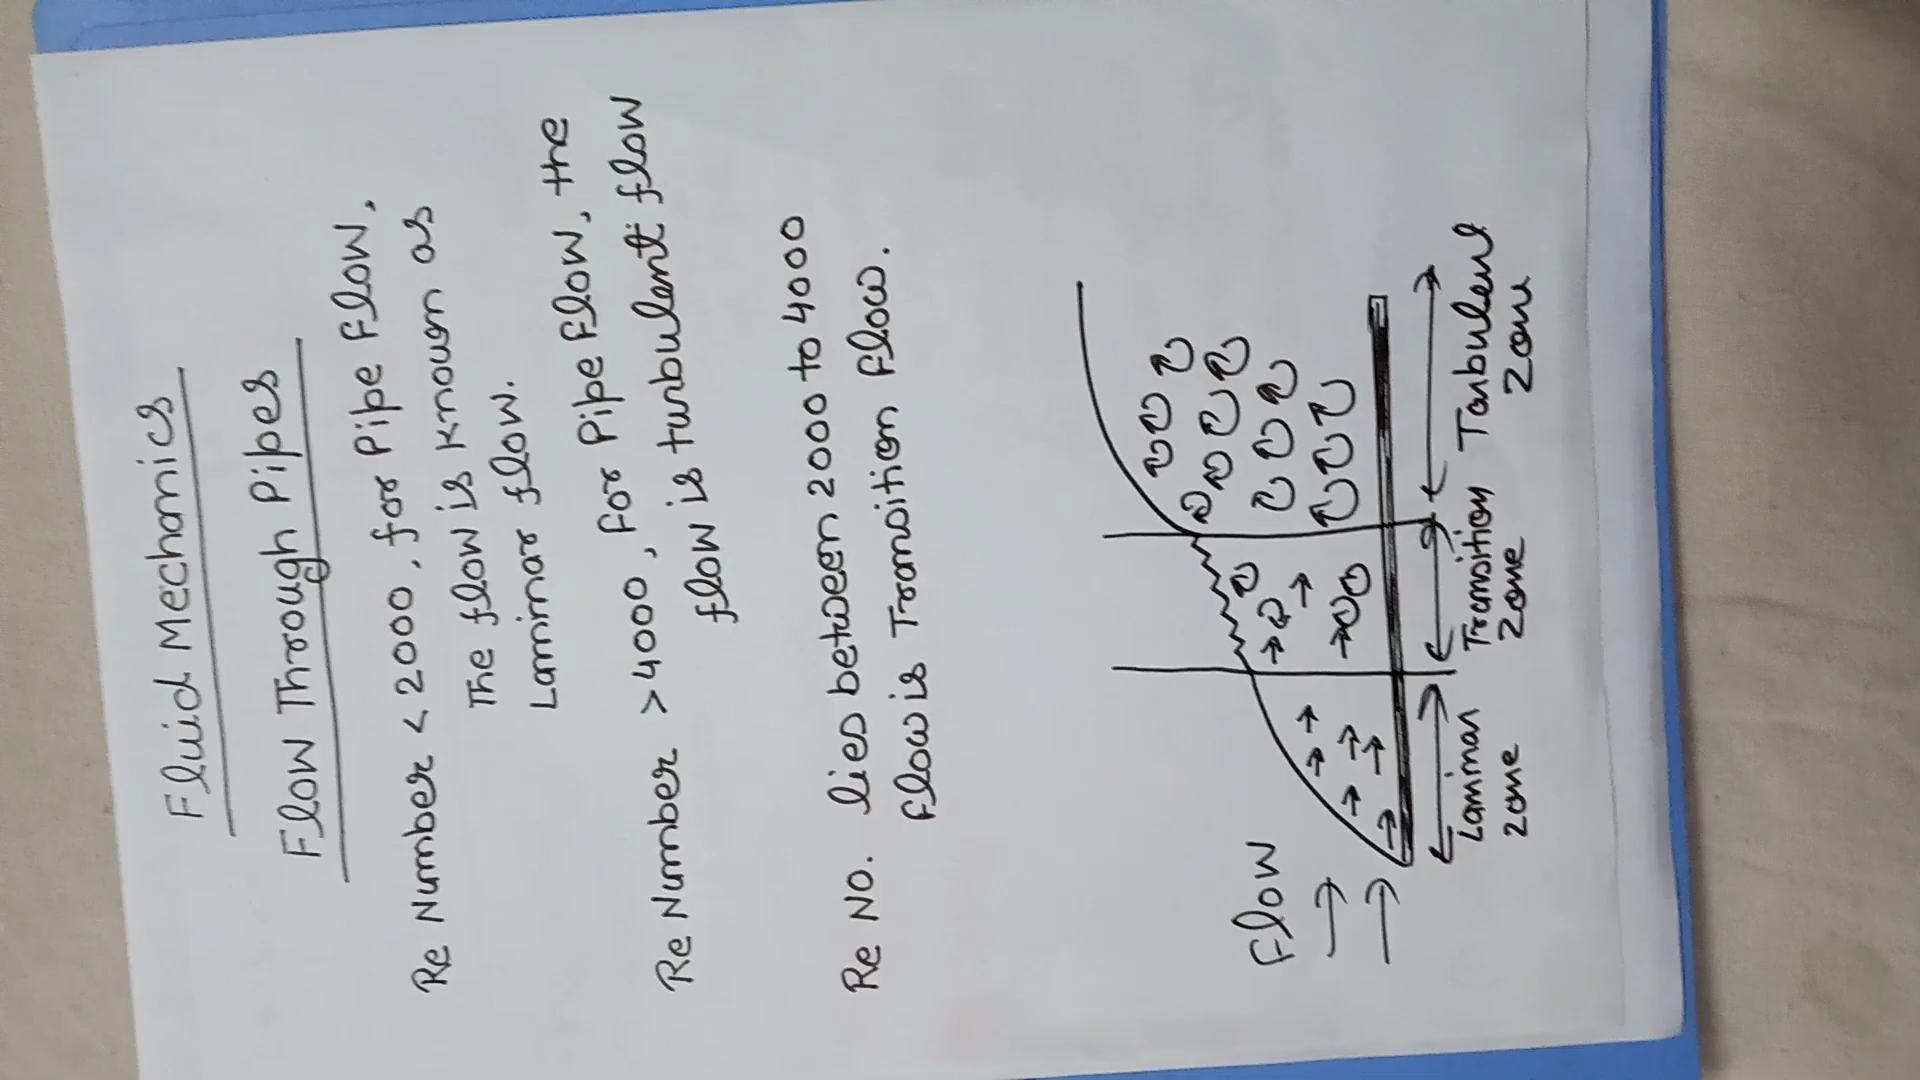 Fluid Mechanics
Flow Through Pipes
Re Number < 2000, for Pipe Flow,
The flow is known as
Laminar flow.
Re Number > 4000, for Pipe Flow, the
flow is turbulent flow
Re No. lies between 2000 to 4000
Flow is Transition Flow.
Flow
Laminar Transition Turbulent
zone zone zone